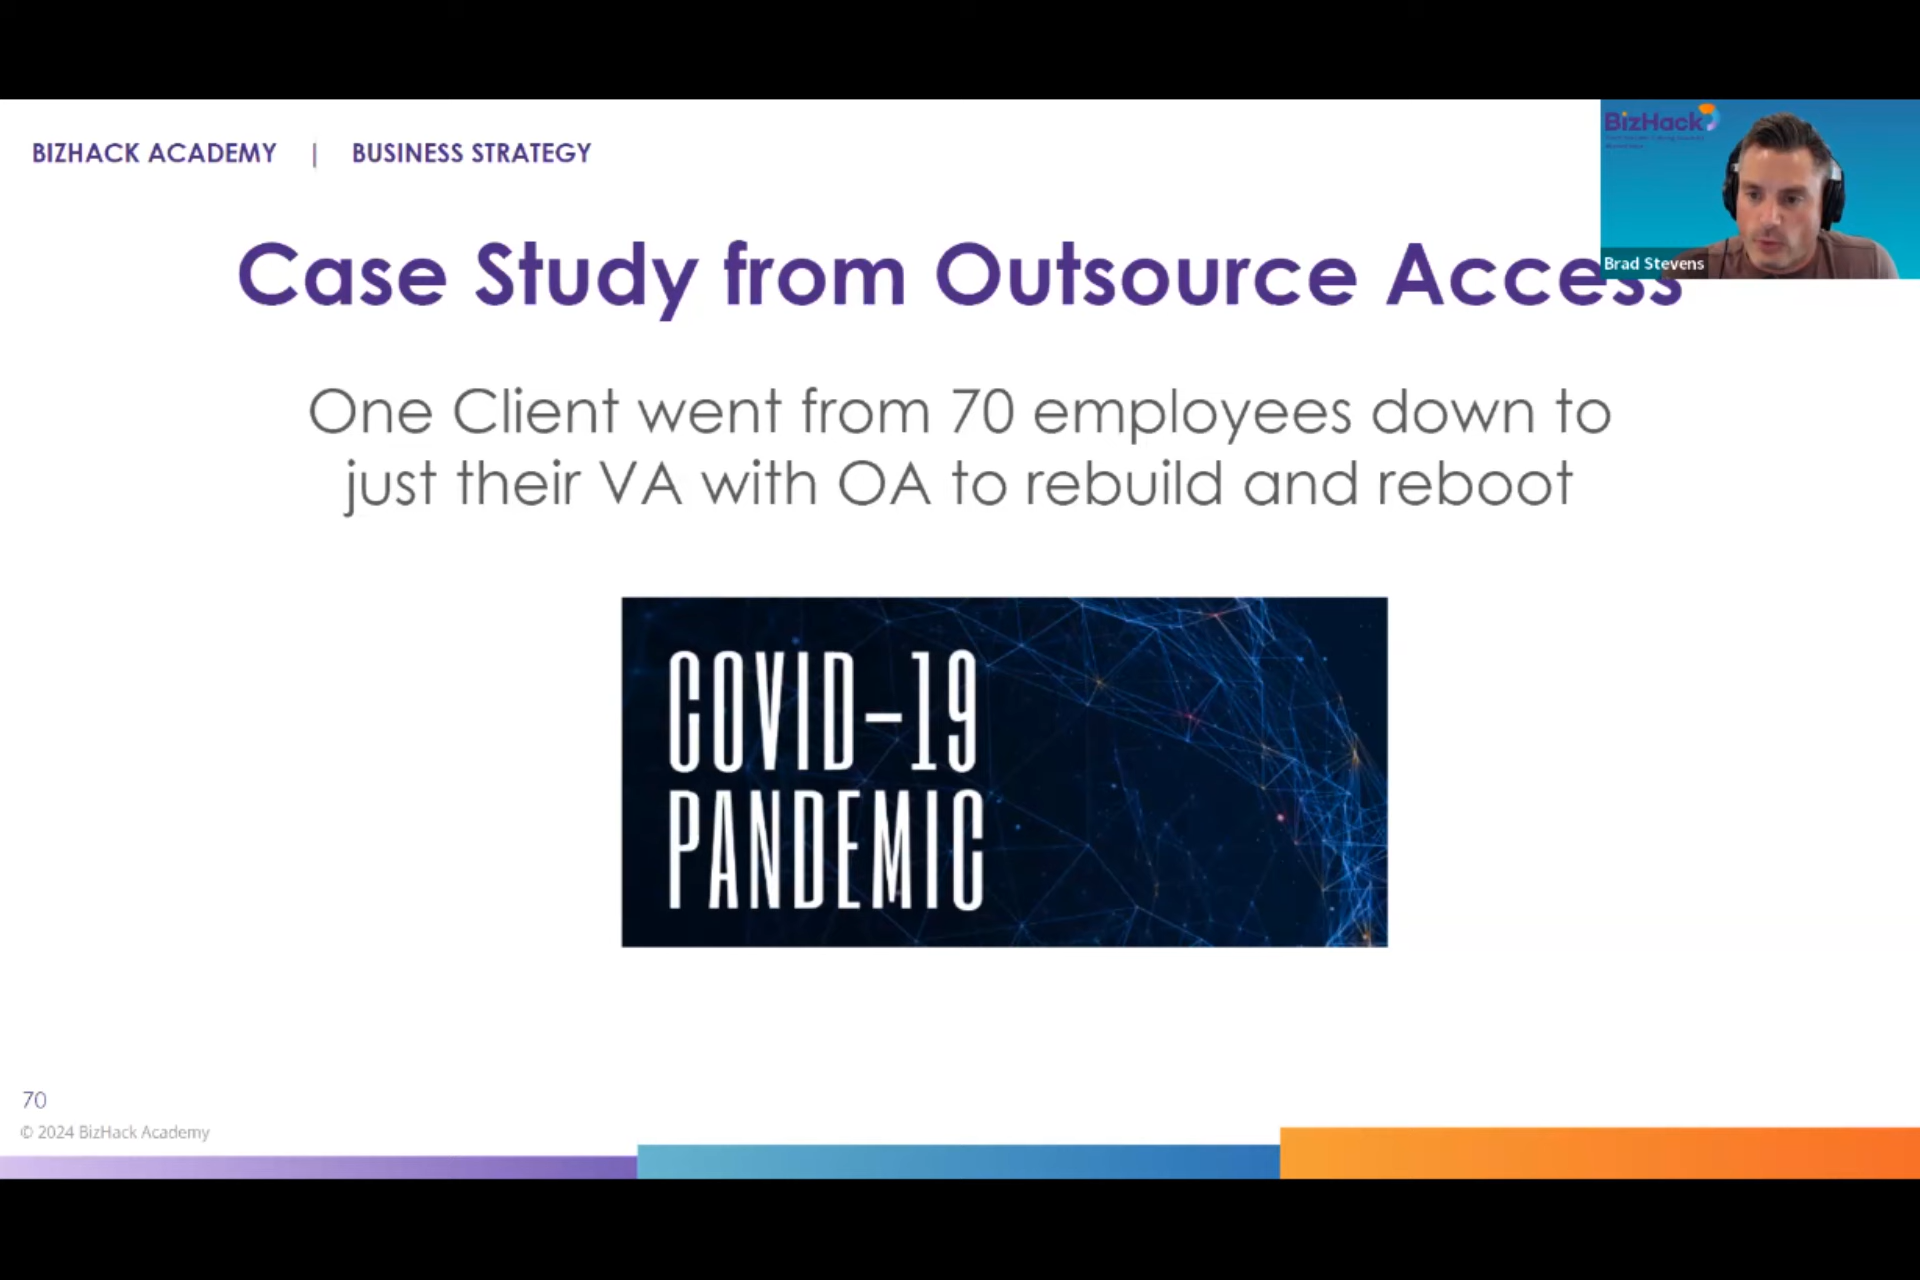 BIZHACK ACADEMY | BUSINESS STRATEGY
BizHack
Brad Stevens
Case Study from Outsource Access
One Client went from 70 employees down to
just their VA with OA to rebuild and reboot
COVID-19
PANDEMIC
70
© 2024 BizHack Academy